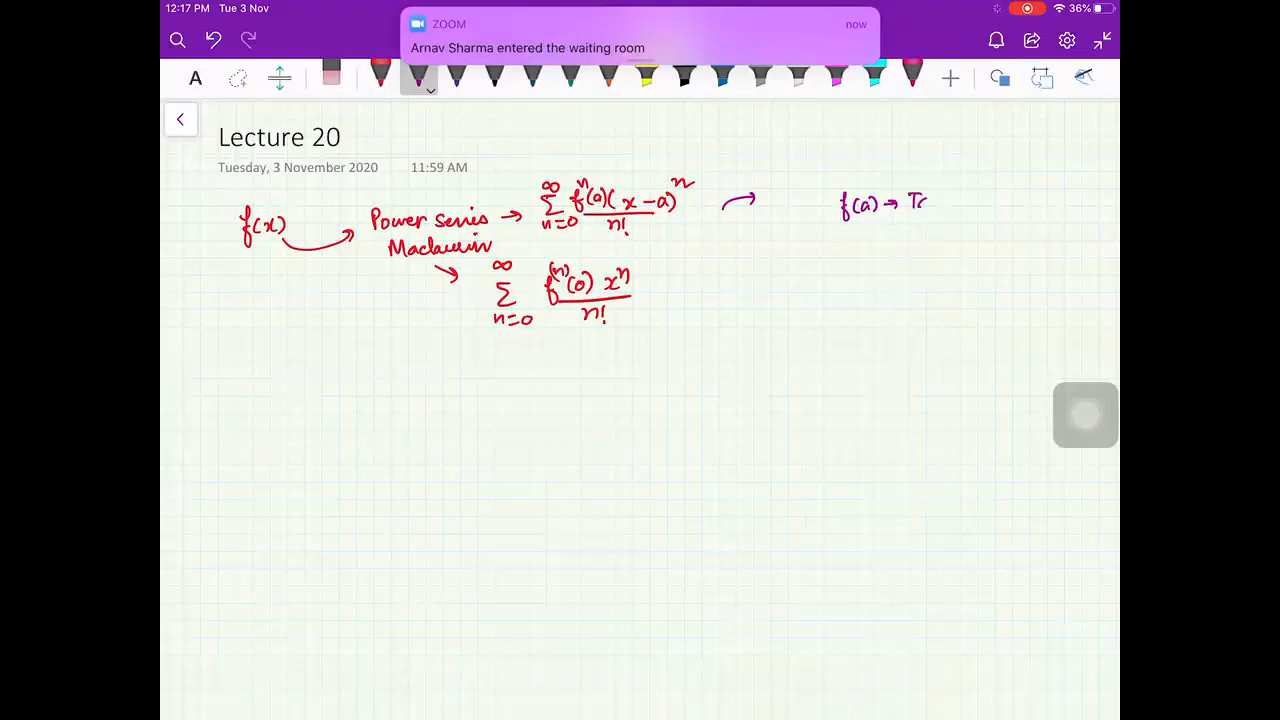 12:17 PM Tue 3 Nov
36%
ZOOM
now
Arnav Sharma entered the waiting room
A
Lecture 20
Tuesday, 3 November 2020 11:59 AM
f(x) Power series → ∑_{n=0}^{∞} f^n(a)(x-a)^n / n! f(a) → Tr
Maclaurin
∑_{n=0}^{∞} f^{(n)}(0) x^n / n!